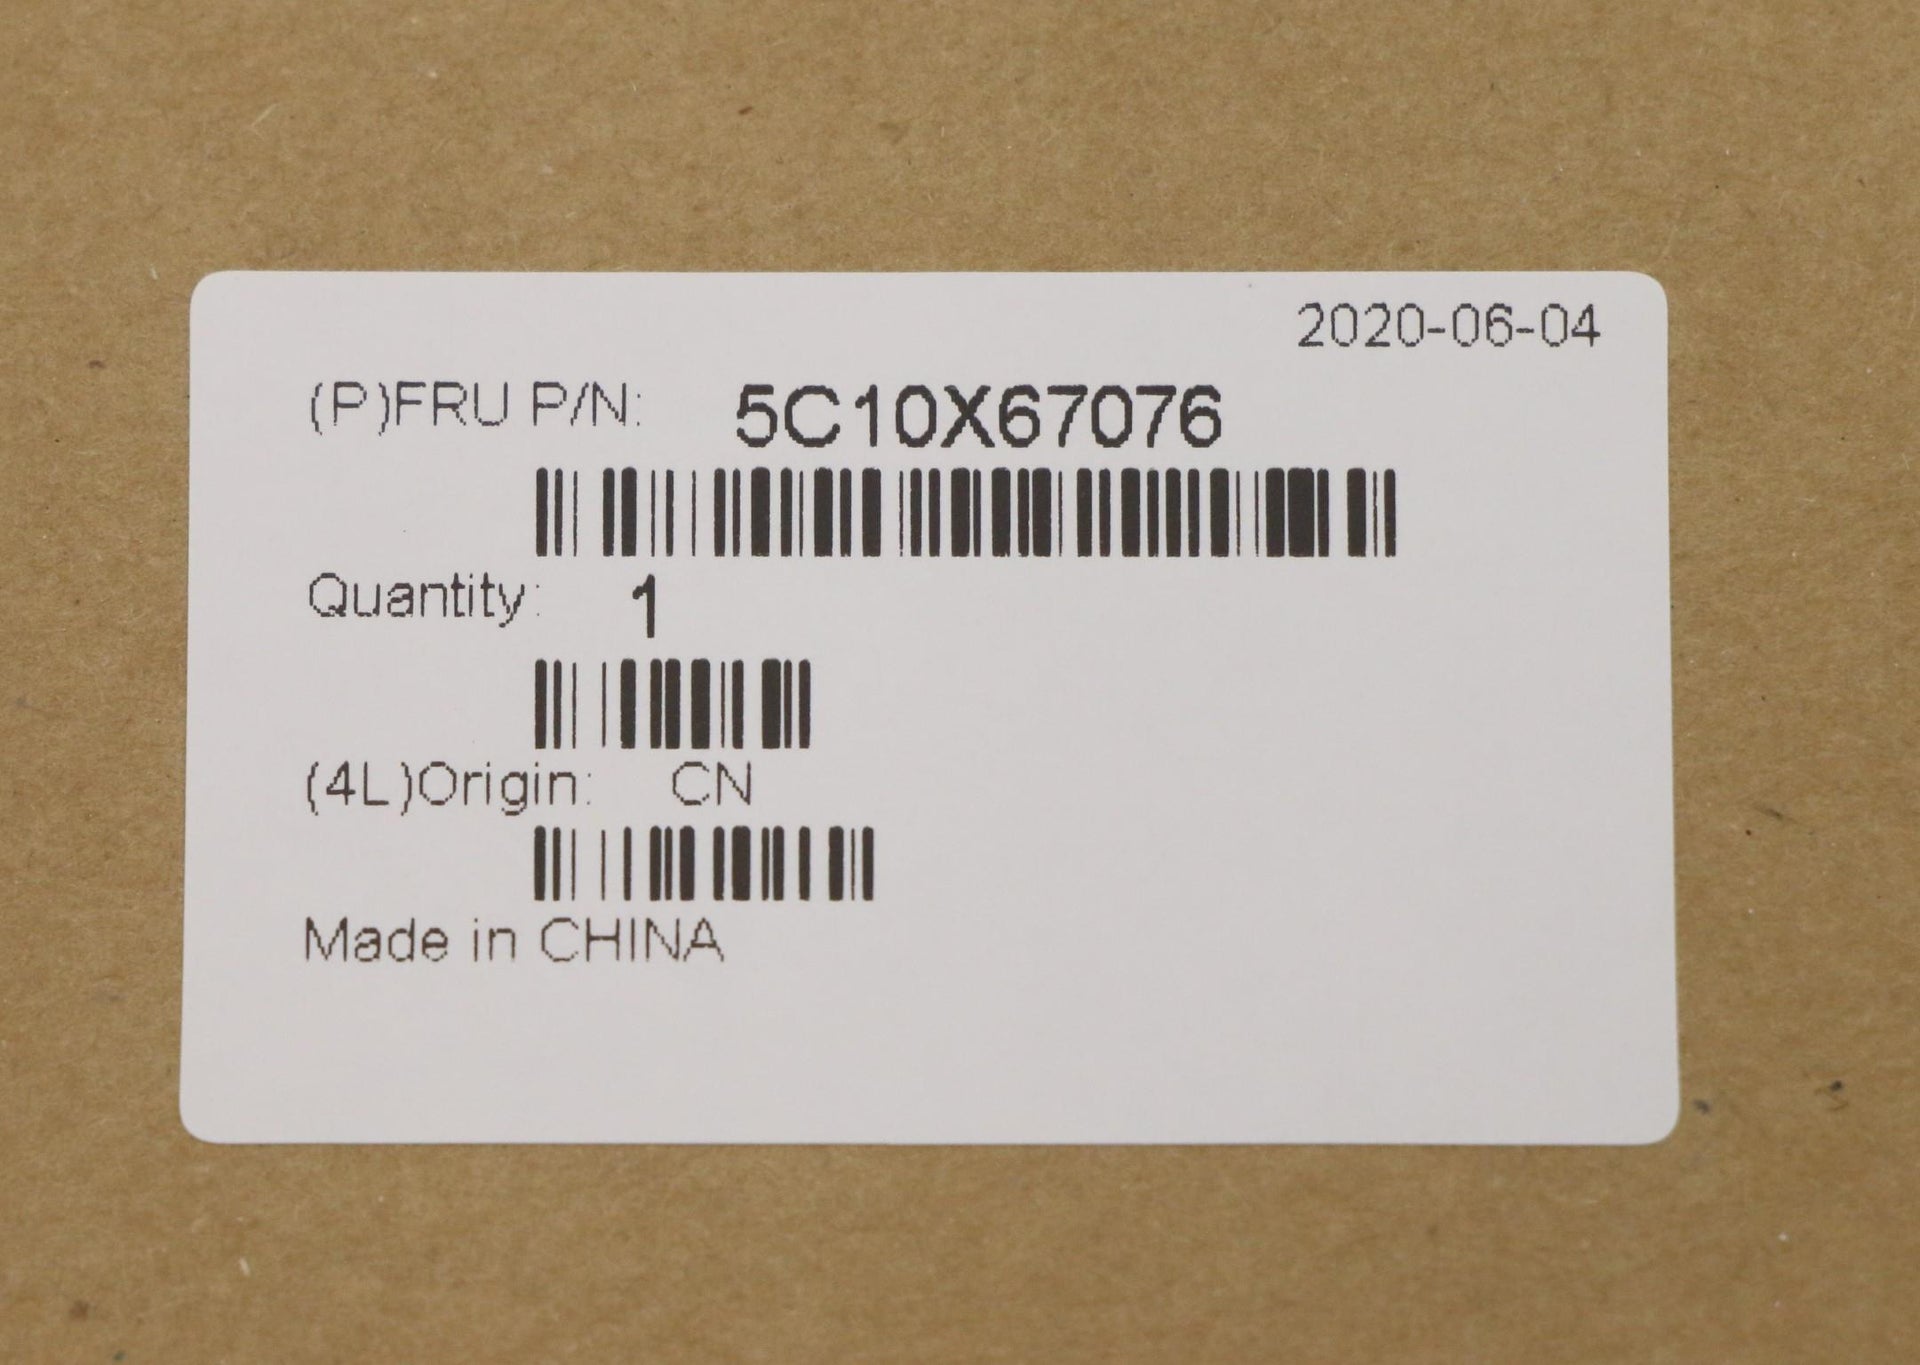 2020-06-04
(P)FRU P/N: 5C10X67076
Quantity: 1
(4L)Origin: CN
Made in CHINA